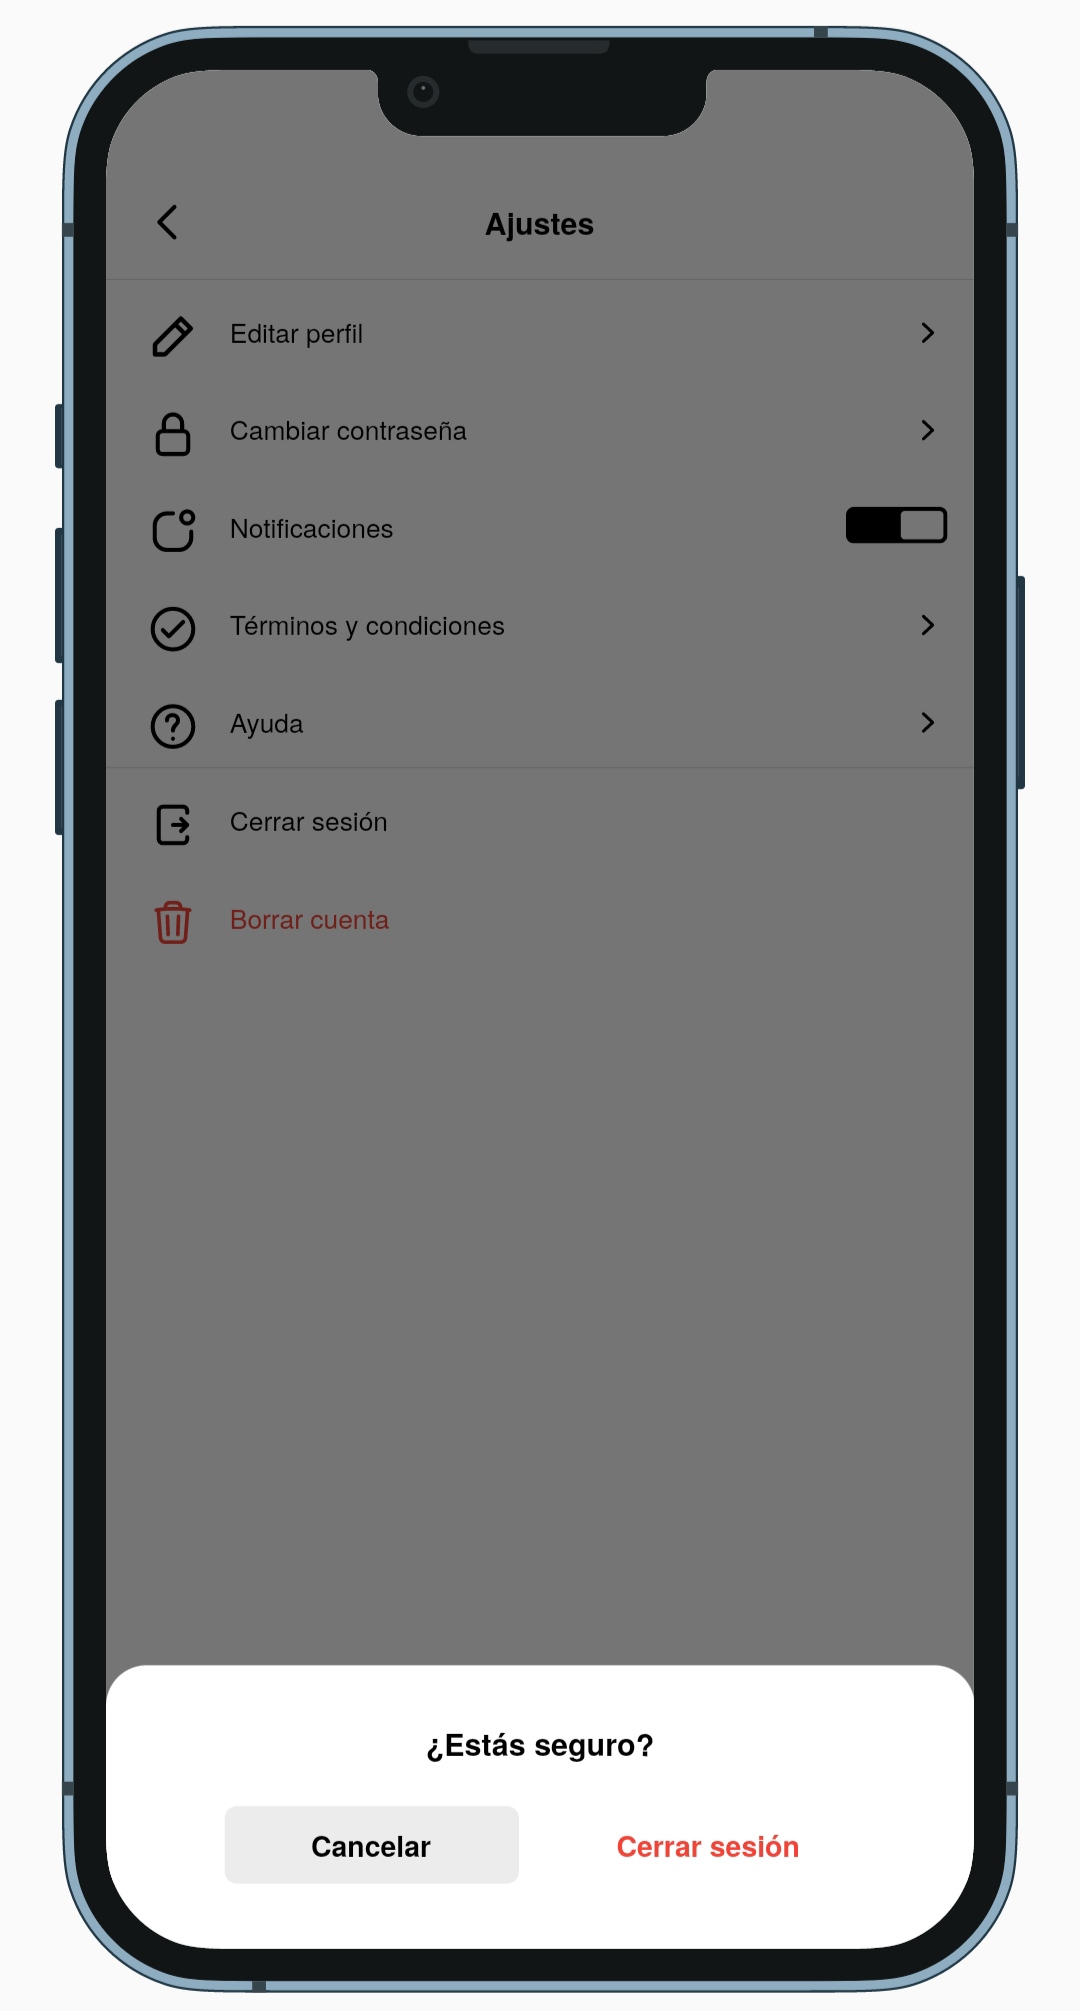 Ajustes
Editar perfil
Cambiar contraseña
Notificaciones
Términos y condiciones
Ayuda
Cerrar sesión
Borrar cuenta
¿Estás seguro?
Cancelar
Cerrar sesión